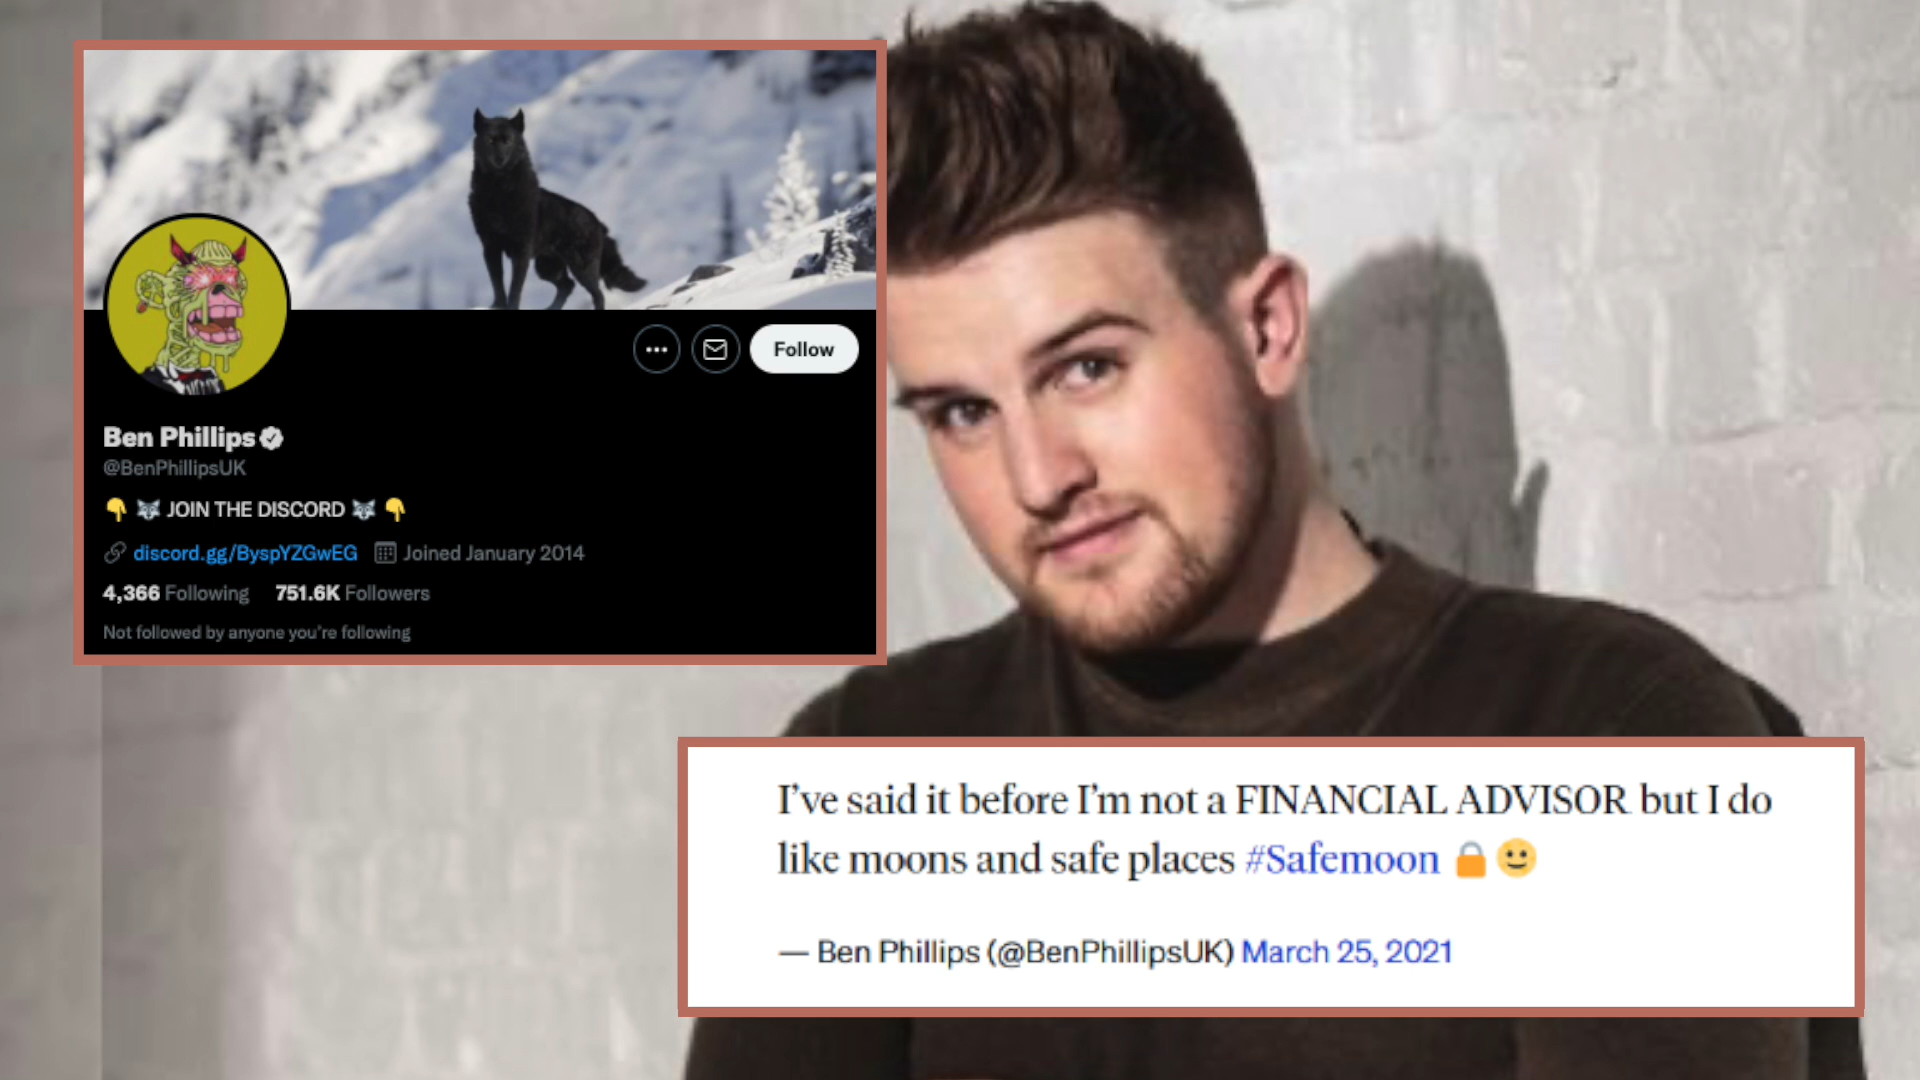 Follow
Ben Phillips
@BenPhillipsUK
👇 🐺 JOIN THE DISCORD 🐺 👇
discord.gg/ByspYZGwEG Joined January 2014
4,366 Following 751.6K Followers
Not followed by anyone you're following
I've said it before I'm not a FINANCIAL ADVISOR but I do
like moons and safe places #Safemoon 🔒🙂
— Ben Phillips (@BenPhillipsUK) March 25, 2021